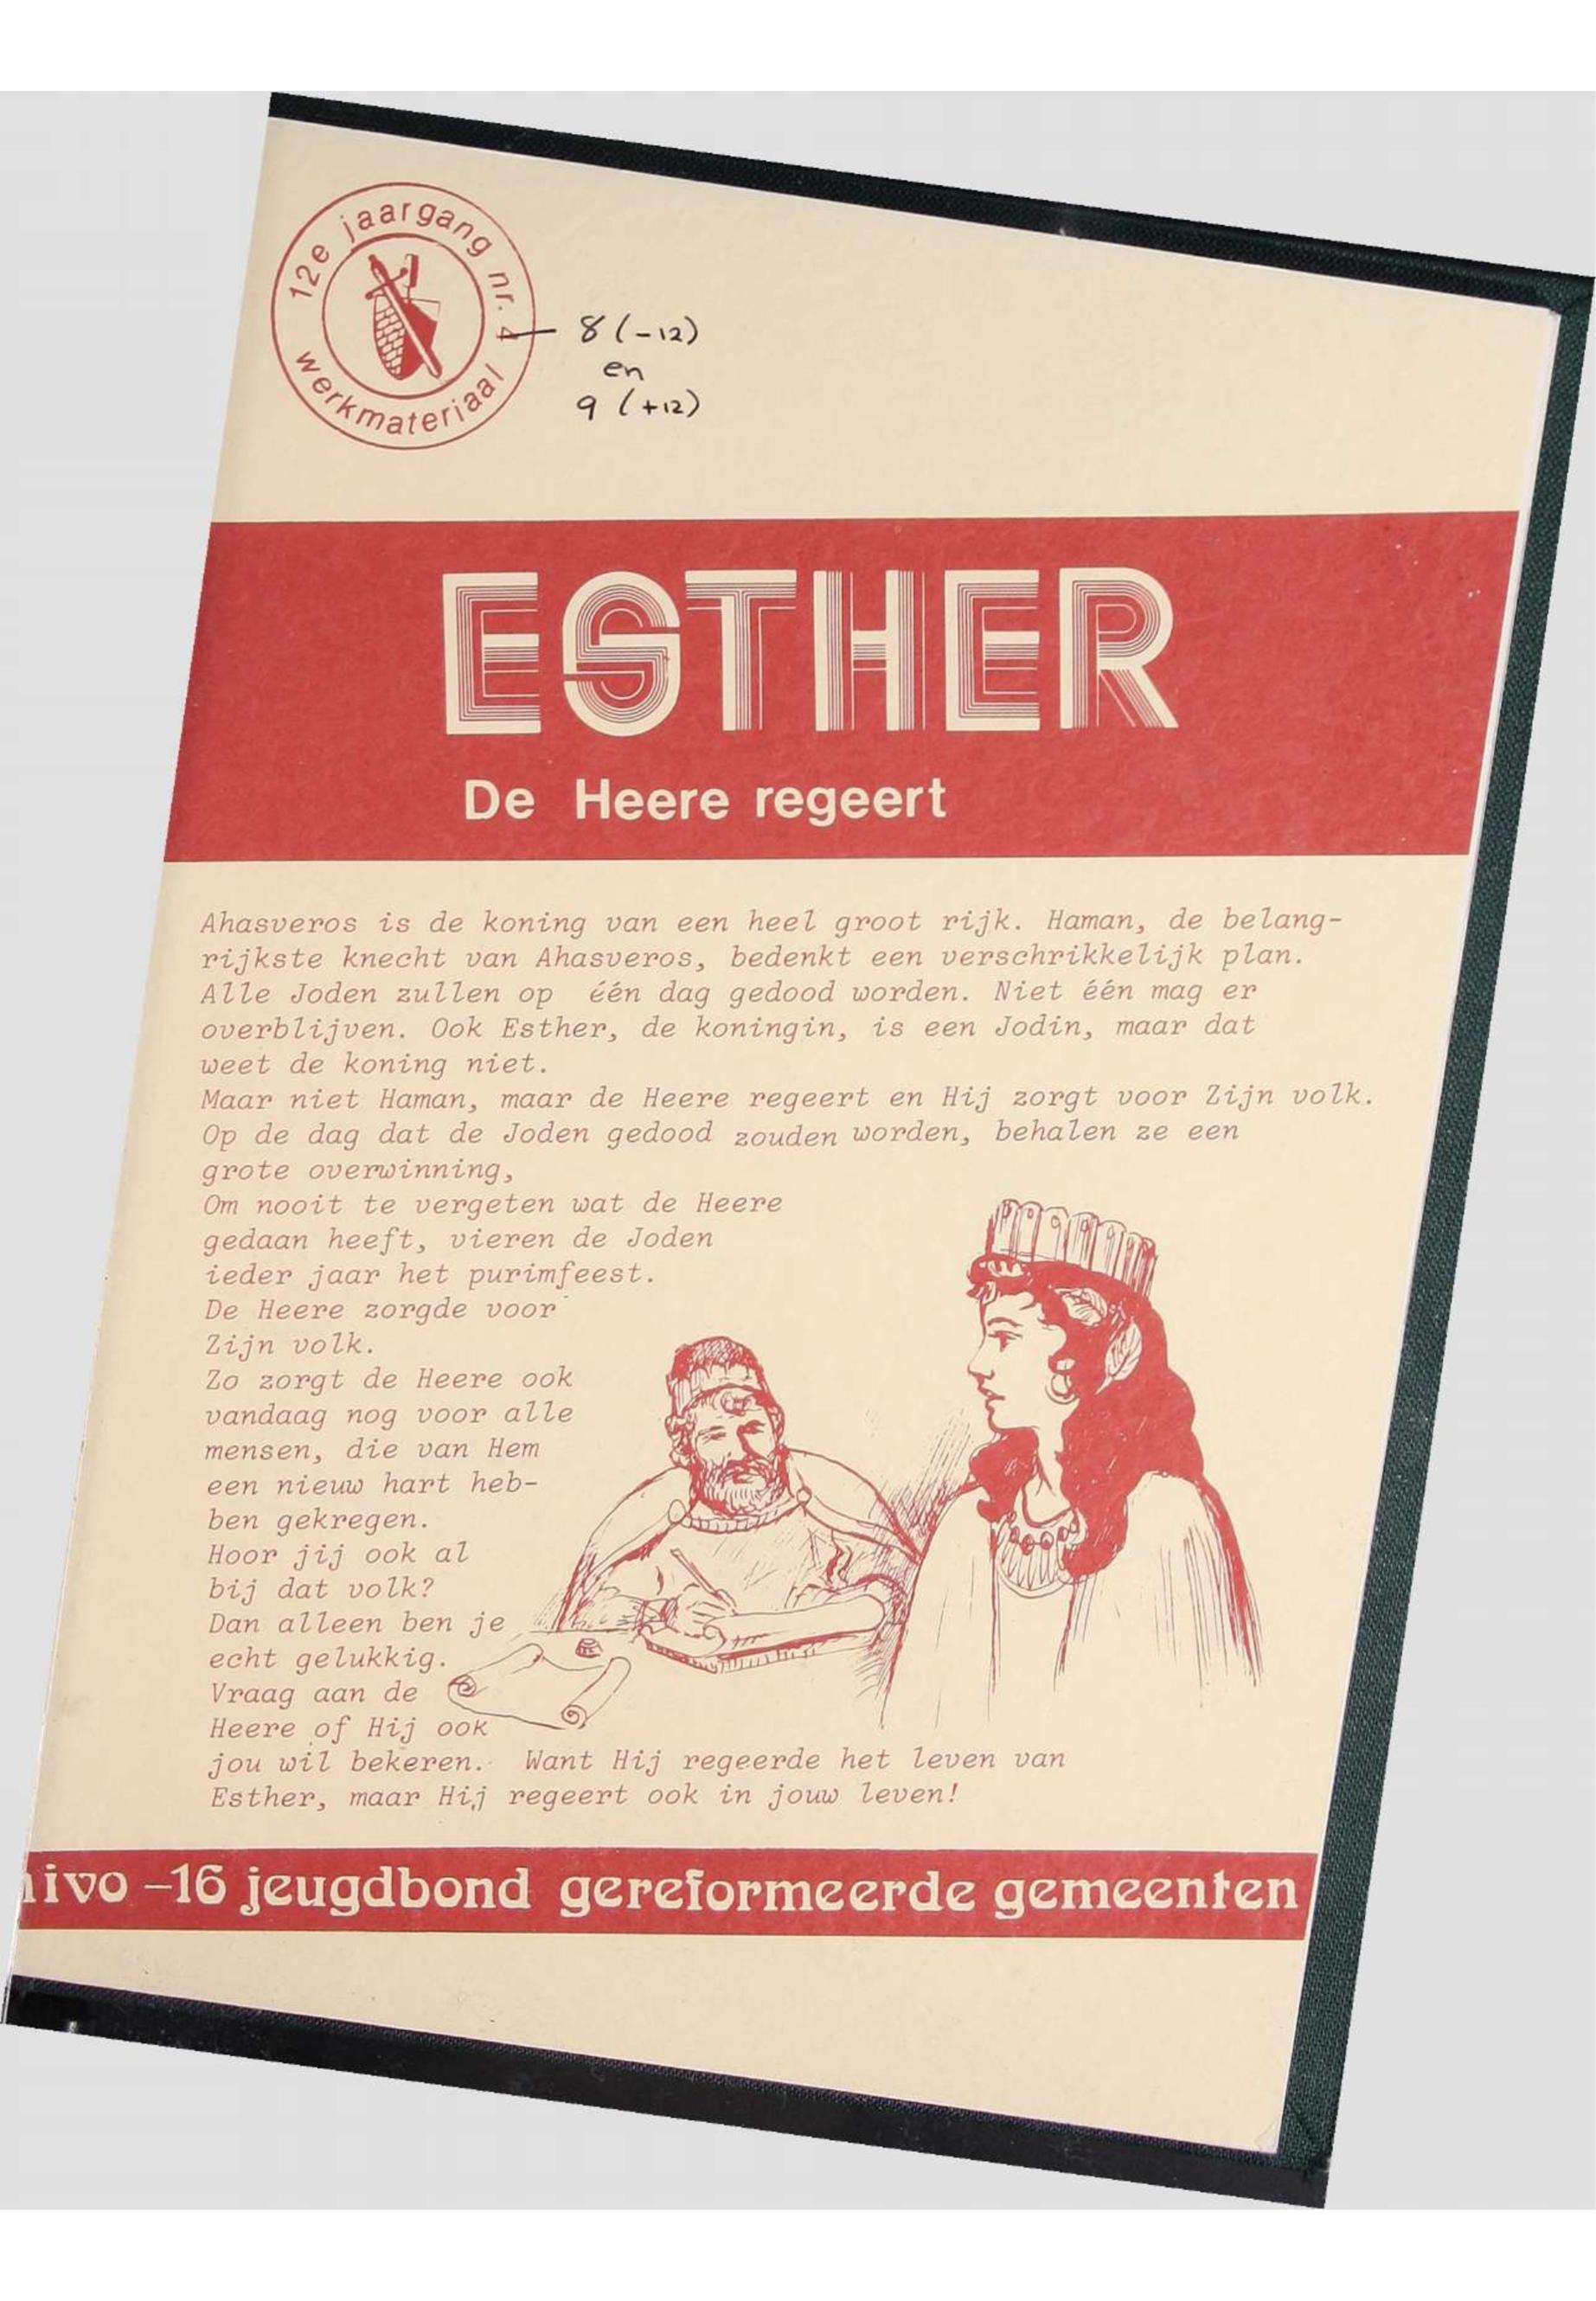 12e jaargang nr. 4
werkmateriaal
8 (-12)
en
9 (+12)
ESTHER
De Heere regeert
Ahasveros is de koning van een heel groot rijk. Haman, de belang-
rijkste knecht van Ahasveros, bedenkt een verschrikkelijk plan.
Alle Joden zullen op één dag gedood worden. Niet één mag er
overblijven. Ook Esther, de koningin, is een Jodin, maar dat
weet de koning niet.
Maar niet Haman, maar de Heere regeert en Hij zorgt voor Zijn volk.
Op de dag dat de Joden gedood zouden worden, behalen ze een
grote overwinning,
Om nooit te vergeten wat de Heere
gedaan heeft, vieren de Joden
ieder jaar het purimfeest.
De Heere zorgde voor
Zijn volk.
Zo zorgt de Heere ook
vandaag nog voor alle
mensen, die van Hem
een nieuw hart heb-
ben gekregen.
Hoor jij ook al
bij dat volk?
Dan alleen ben je
echt gelukkig.
Vraag aan de
Heere of Hij ook
jou wil bekeren. Want Hij regeerde het leven van
Esther, maar Hij regeert ook in jouw leven!
nivo -16 jeugdbond gereformeerde gemeenten